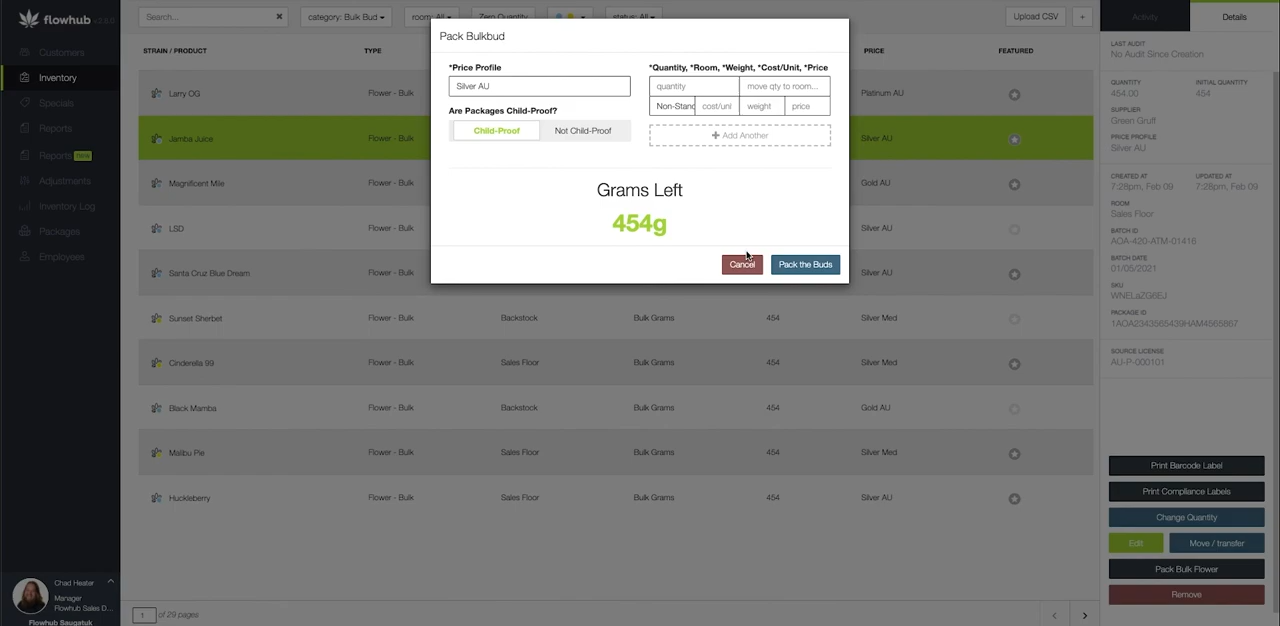 flowhub v3.6.0
Customers
Inventory
Specials
Reports
Reports Beta
Adjustments
Inventory Log
Packages
Employees
Chad Heater
Manager
Flowhub Sales D...
Flowhub Saugatuk
Search...
category: Bulk Bud
room: All
Zero Quantity
status: All
Upload CSV
+
STRAIN / PRODUCT TYPE PRICE FEATURED
Larry OG Flower - Bulk Platinum AU
Jamba Juice Flower - Bulk Silver AU
Magnificent Mile Flower - Bulk Gold AU
LSD Flower - Bulk Silver AU
Santa Cruz Blue Dream Flower - Bulk Silver AU
Sunset Sherbet Flower - Bulk Backstock Bulk Grams 454 Silver Med
Cinderella 99 Flower - Bulk Sales Floor Bulk Grams 454 Silver Med
Black Mamba Flower - Bulk Backstock Bulk Grams 454 Gold AU
Malibu Pie Flower - Bulk Sales Floor Bulk Grams 454 Silver Med
Huckleberry Flower - Bulk Sales Floor Bulk Grams 454 Silver AU
1 of 29 pages
Pack Bulkbud
*Price Profile
Silver AU
Are Packages Child-Proof?
Child-Proof Not Child-Proof
*Quantity, *Room, *Weight, *Cost/Unit, *Price
quantity move qty to room...
Non-Stand cost/uni weight price
+ Add Another
Grams Left
454g
Cancel Pack the Buds
Activity Details
LAST AUDIT
No Audit Since Creation
QUANTITY INITIAL QUANTITY
454.00 454
SUPPLIER
Green Gruff
PRICE PROFILE
Silver AU
CREATED AT UPDATED AT
7:28pm, Feb 09 7:28pm, Feb 09
ROOM
Sales Floor
BATCH ID
AOA-420-ATM-01416
BATCH DATE
01/05/2021
SKU
WNELaZG6EJ
PACKAGE ID
1AOA2343565439HAM4565867
SOURCE LICENSE
AU-P-000101
Print Barcode Label
Print Compliance Labels
Change Quantity
Edit Move / transfer
Pack Bulk Flower
Remove